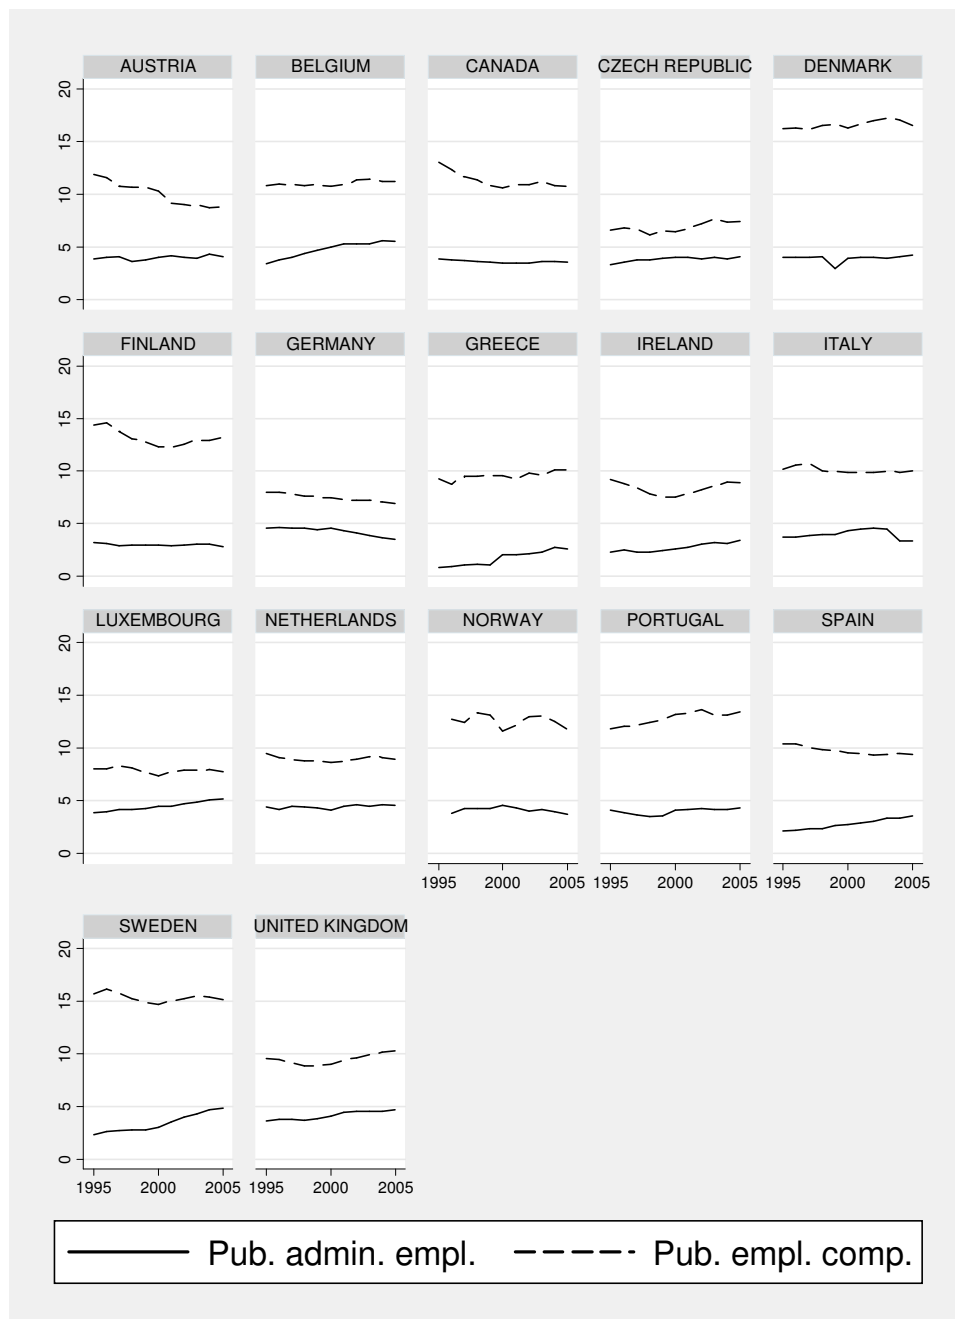 AUSTRIA BELGIUM CANADA CZECH REPUBLIC DENMARK
20
15
10
5
0
FINLAND GERMANY GREECE IRELAND ITALY
20
15
10
5
0
LUXEMBOURG NETHERLANDS NORWAY PORTUGAL SPAIN
20
15
10
5
0
1995 2000 2005 1995 2000 2005 1995 2000 2005
SWEDEN UNITED KINGDOM
20
15
10
5
0
1995 2000 2005 1995 2000 2005
Pub. admin. empl. Pub. empl. comp.